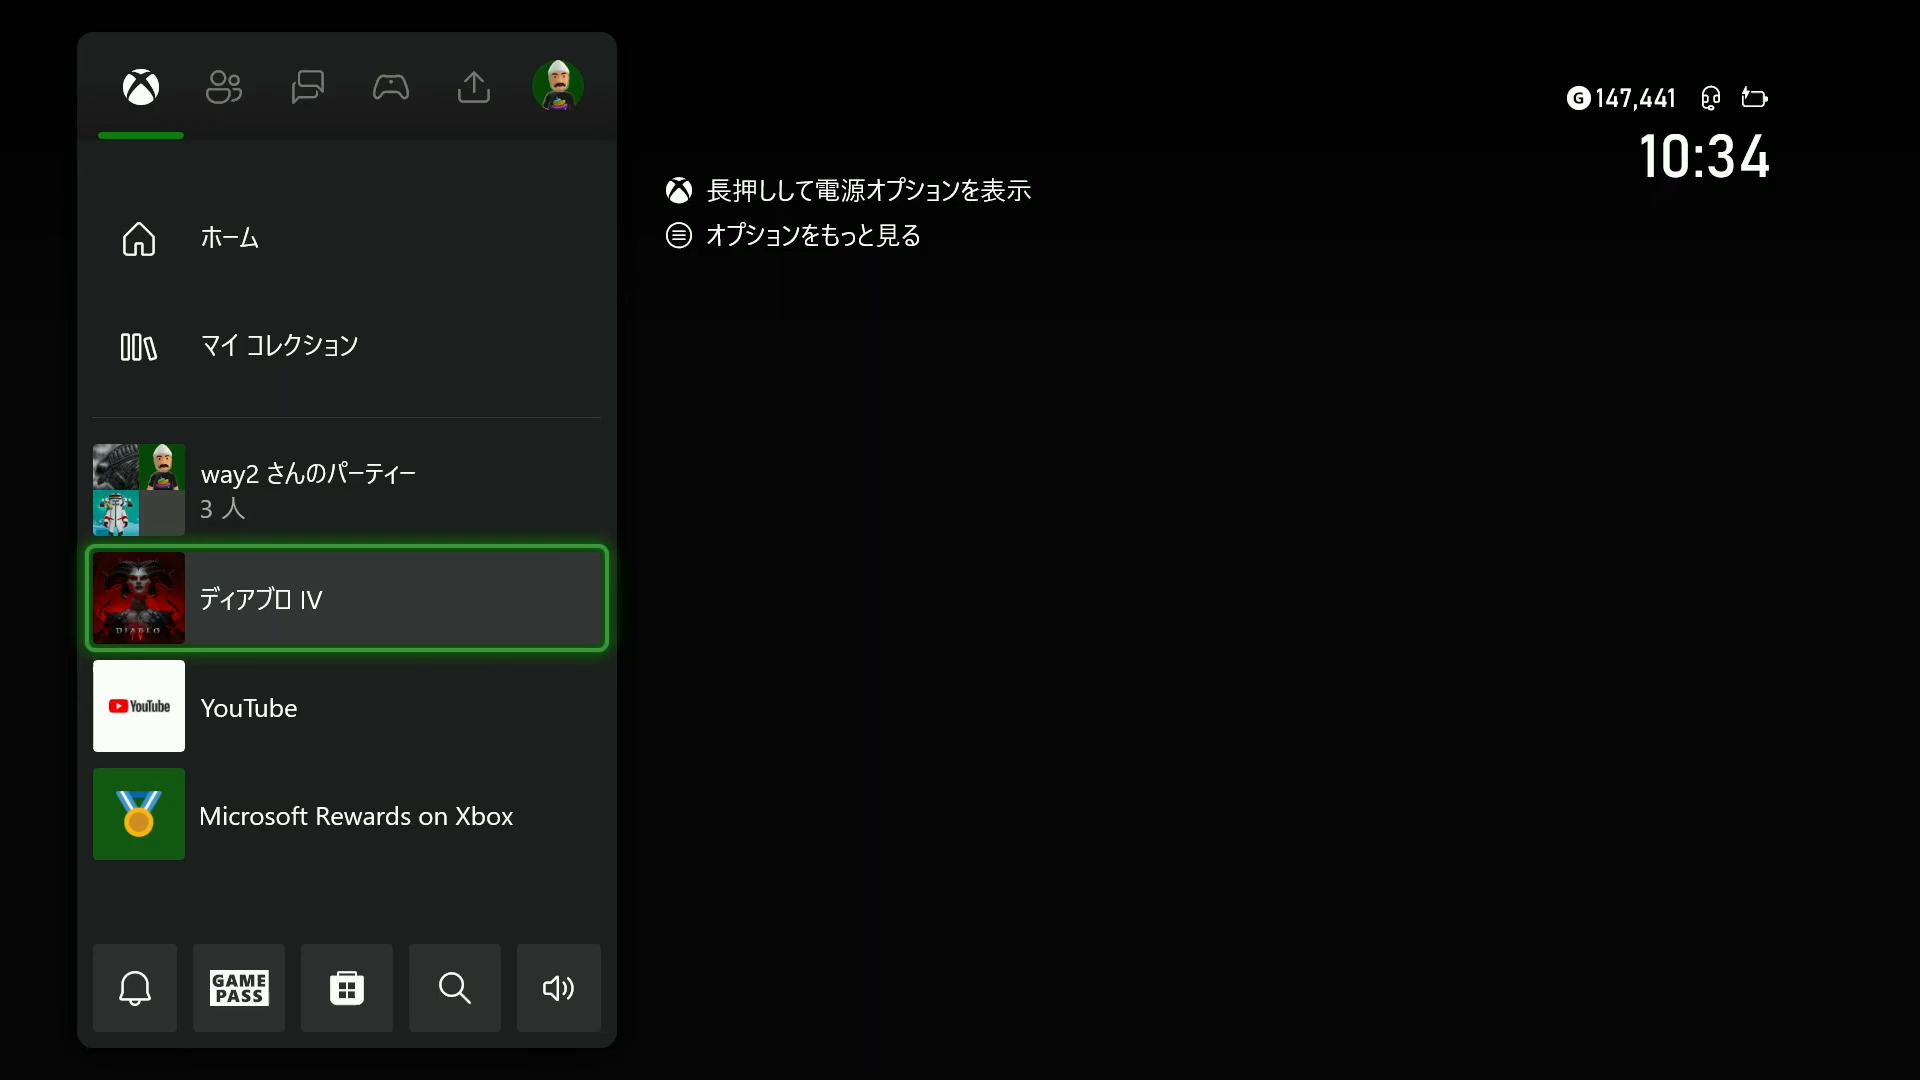 G 147,441
10:34
長押しして電源オプションを表示
オプションをもっと見る
ホーム
マイ コレクション
way2 さんのパーティー
3 人
DIABLO
ディアブロ IV
YouTube
YouTube
Microsoft Rewards on Xbox
GAME
PASS